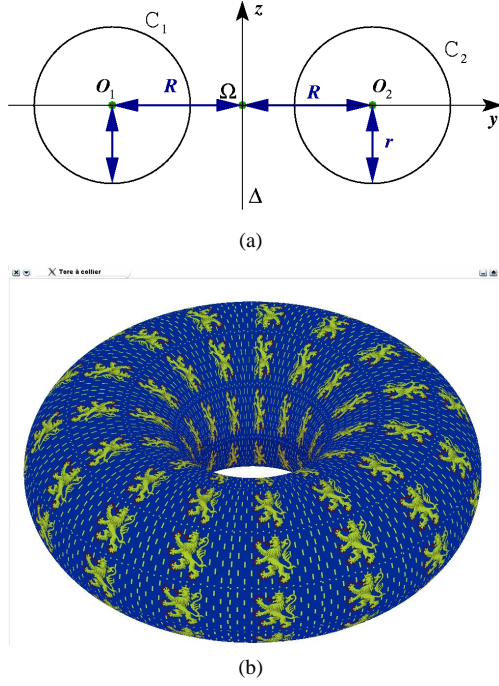 z
C₁
C₂
O₁ R Ω R O₂
y
r
Δ
(a)
Tore à collier
(b)